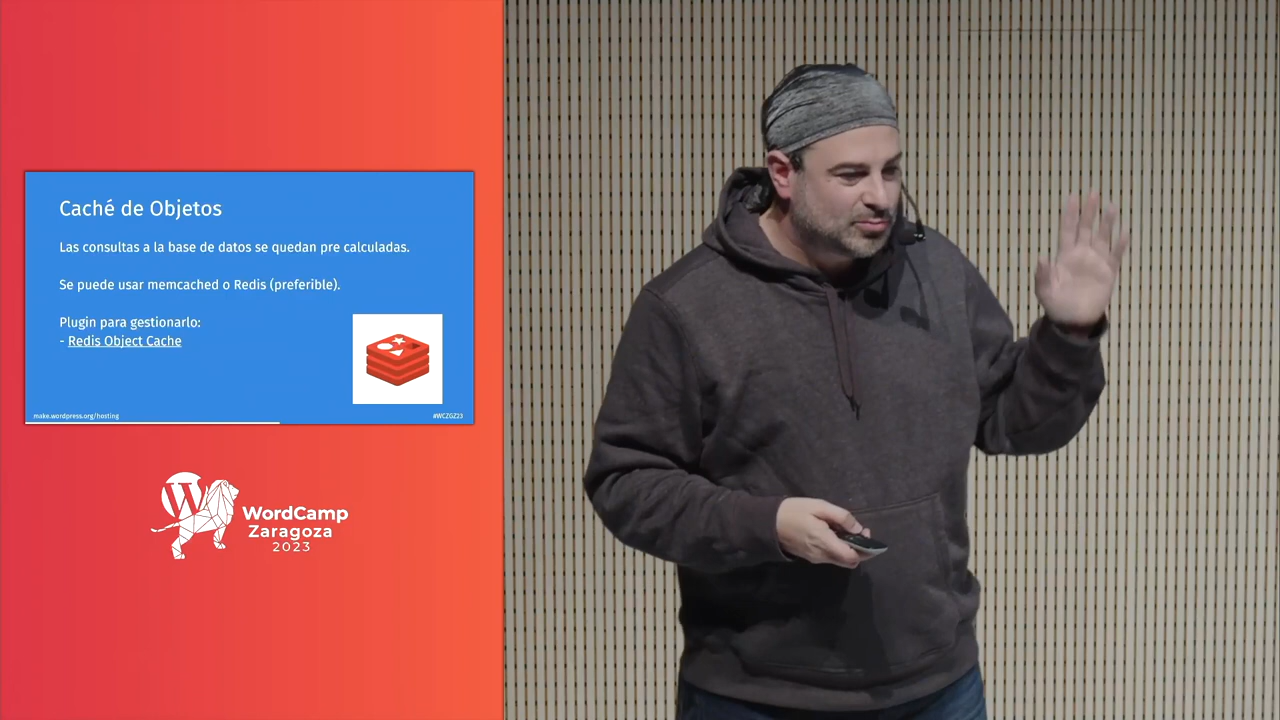 Caché de Objetos
Las consultas a la base de datos se quedan pre calculadas.
Se puede usar memcached o Redis (preferible).
Plugin para gestionarlo:
- Redis Object Cache
make.wordpress.org/hosting
#WCZGZ23
W
WordCamp
Zaragoza
2023